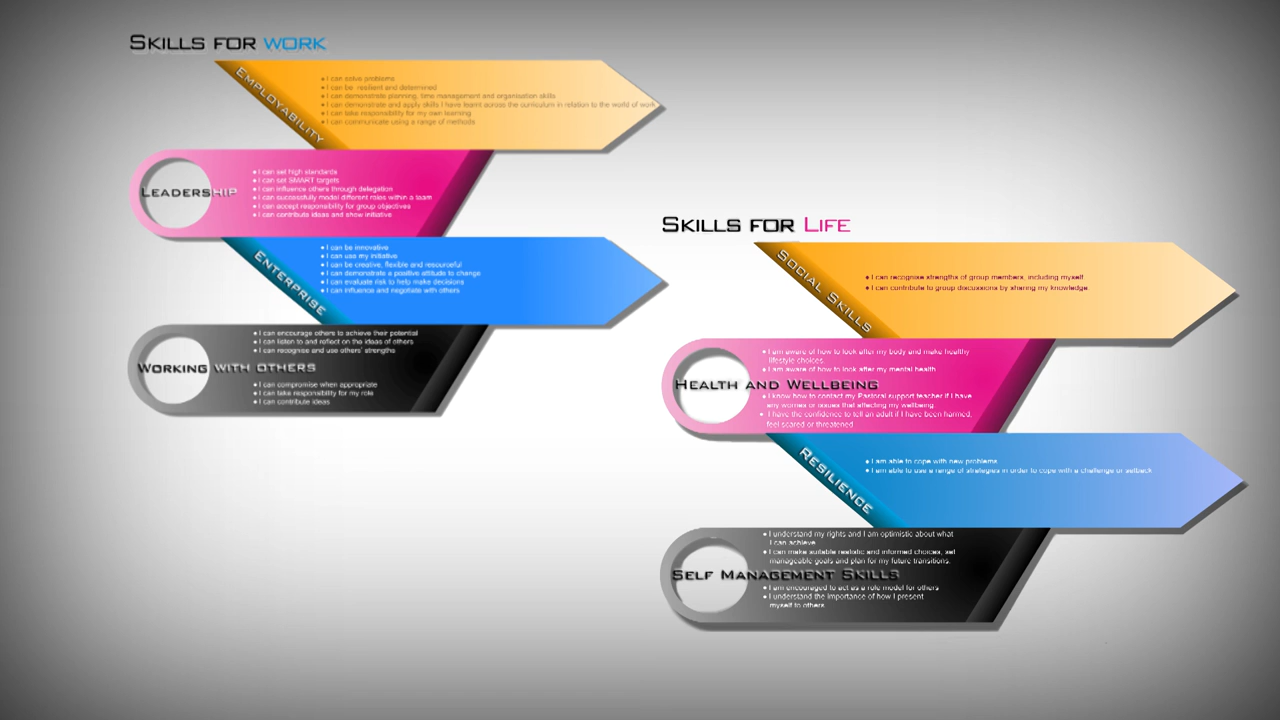 Skills for work
Employability
• I can solve problems
• I can be resilient and determined
• I can demonstrate planning, time management and organisation skills
• I can demonstrate and apply skills I have learnt across the curriculum in relation to the world of work
• I can take responsibility for my own learning
• I can communicate using a range of methods
Leadership
• I can set high standards
• I can set SMART targets
• I can influence others through delegation
• I can successfully model different roles within a team
• I can accept responsibility for group objectives
• I can contribute ideas and show initiative
Enterprise
• I can be innovative
• I can use my initiative
• I can be creative, flexible and resourceful
• I can demonstrate a positive attitude to change
• I can evaluate risk to help make decisions
• I can influence and negotiate with others
• I can encourage others to achieve their potential
• I can listen to and reflect on the ideas of others
• I can recognise and use others' strengths
Working with others
• I can compromise when appropriate
• I can take responsibility for my role
• I can contribute ideas
Skills for Life
Social Skills
• I can recognise strengths of group members, including myself.
• I can contribute to group discussions by sharing my knowledge.
• I am aware of how to look after my body and make healthy
lifestyle choices.
• I am aware of how to look after my mental health
Health and Wellbeing
• I know how to contact my Pastoral support teacher if I have
any worries or issues that affecting my wellbeing.
• I have the confidence to tell an adult if I have been harmed,
feel scared or threatened
Resilience
• I am able to cope with new problems
• I am able to use a range of strategies in order to cope with a challenge or setback
• I understand my rights and I am optimistic about what
I can achieve
• I can make suitable realistic and informed choices, set
manageable goals and plan for my future transitions.
Self Management Skills
• I am encouraged to act as a role model for others
• I understand the importance of how I present
myself to others